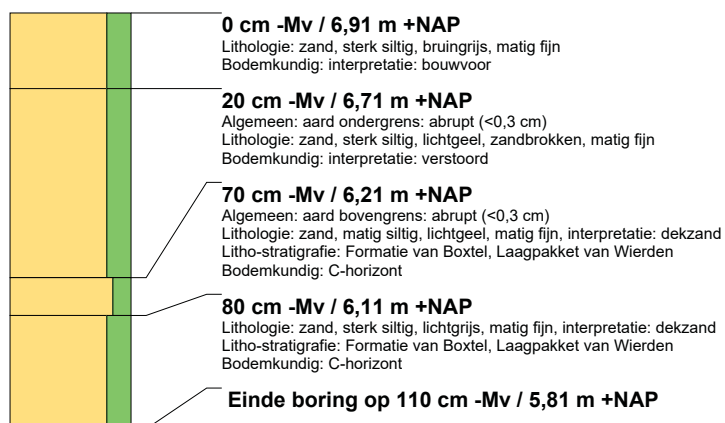 0 cm -Mv / 6,91 m +NAP
Lithologie: zand, sterk siltig, bruingrijs, matig fijn
Bodemkundig: interpretatie: bouwvoor
20 cm -Mv / 6,71 m +NAP
Algemeen: aard ondergrens: abrupt (<0,3 cm)
Lithologie: zand, sterk siltig, lichtgeel, zandbrokken, matig fijn
Bodemkundig: interpretatie: verstoord
70 cm -Mv / 6,21 m +NAP
Algemeen: aard bovengrens: abrupt (<0,3 cm)
Lithologie: zand, matig siltig, lichtgeel, matig fijn, interpretatie: dekzand
Litho-stratigrafie: Formatie van Boxtel, Laagpakket van Wierden
Bodemkundig: C-horizont
80 cm -Mv / 6,11 m +NAP
Lithologie: zand, sterk siltig, lichtgrijs, matig fijn, interpretatie: dekzand
Litho-stratigrafie: Formatie van Boxtel, Laagpakket van Wierden
Bodemkundig: C-horizont
Einde boring op 110 cm -Mv / 5,81 m +NAP